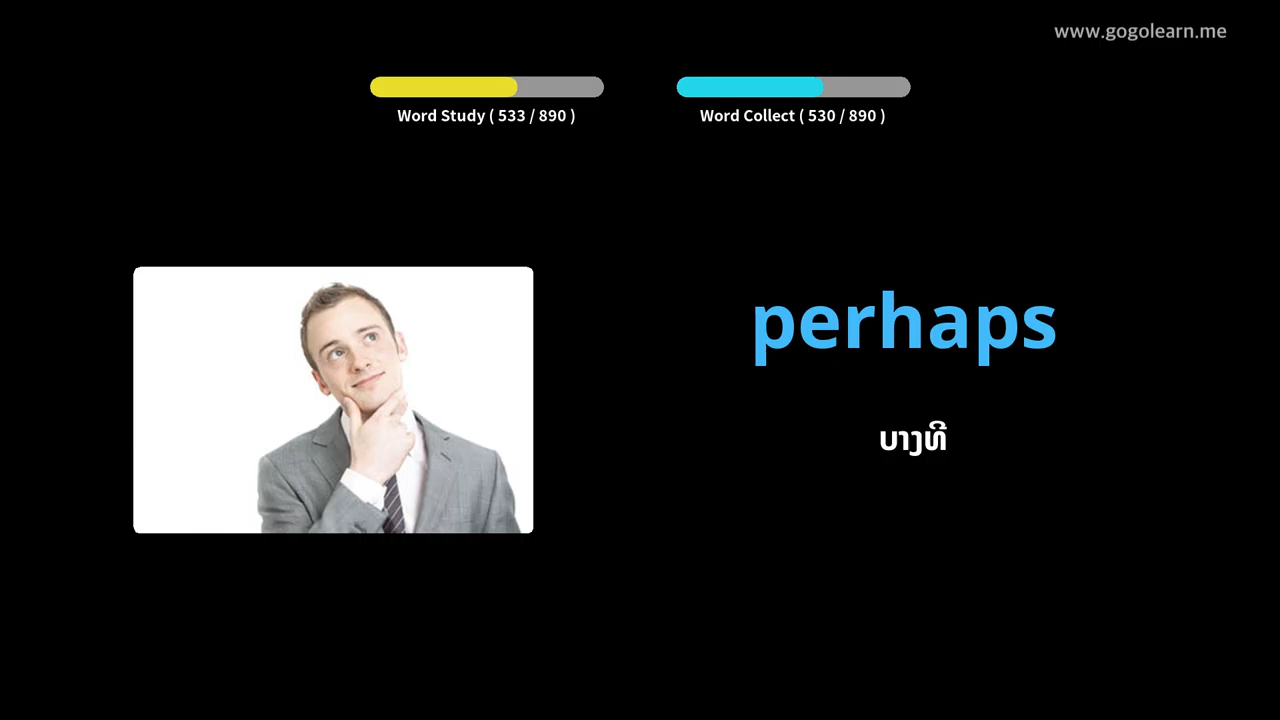 www.gogolearn.me
Word Study ( 533 / 890 )
Word Collect ( 530 / 890 )
perhaps
ບາງທີ